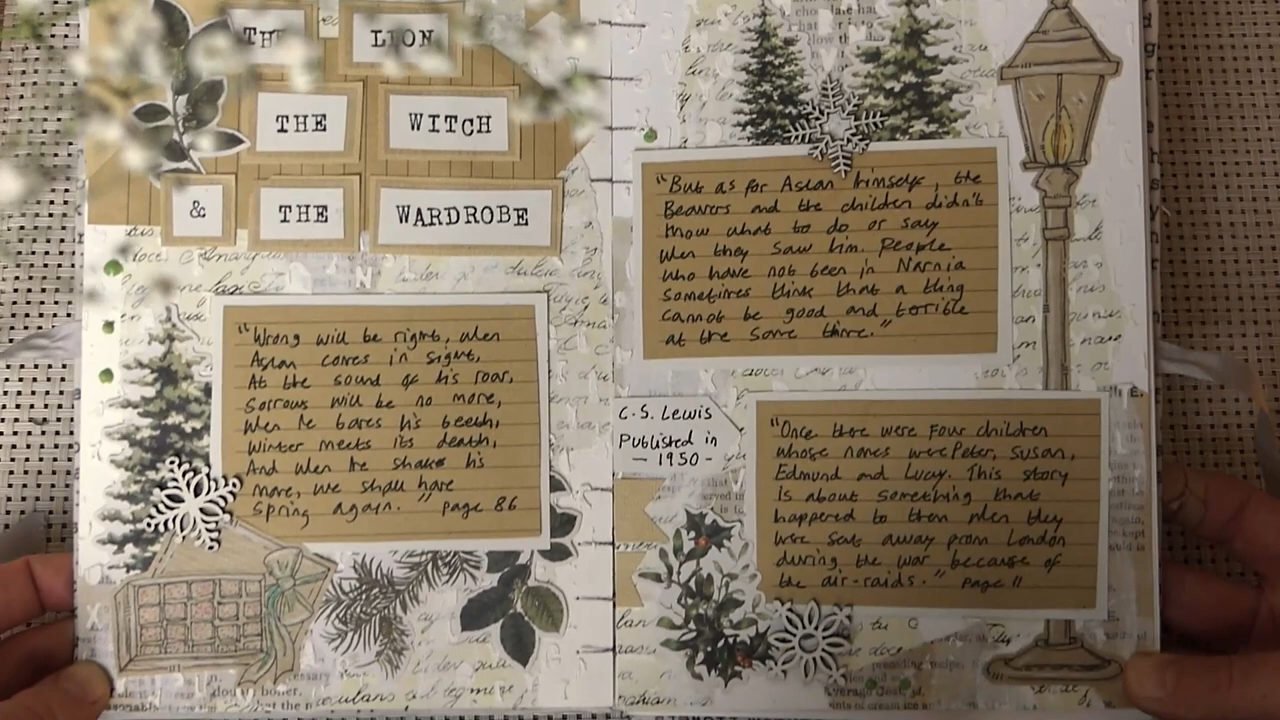 THE LION
THE WITCH
& THE WARDROBE
"Wrong will be right, when
Aslan comes in sight,
At the sound of his roar,
Sorrows will be no more,
When he bares his teeth,
Winter meets its death,
And when he shakes his
mane, we shall have
Spring again." page 86
"But as for Aslan himself, the
Beavers and the children didn't
know what to do or say
when they saw him. People
who have not been in Narnia
sometimes think that a thing
cannot be good and terrible
at the same time."
C.S. Lewis
Published in
- 1950 -
"Once there were four children
whose names were Peter, Susan,
Edmund and Lucy. This story
is about something that
happened to them when they
were sent away from London
during the war because of
the air-raids." page 11